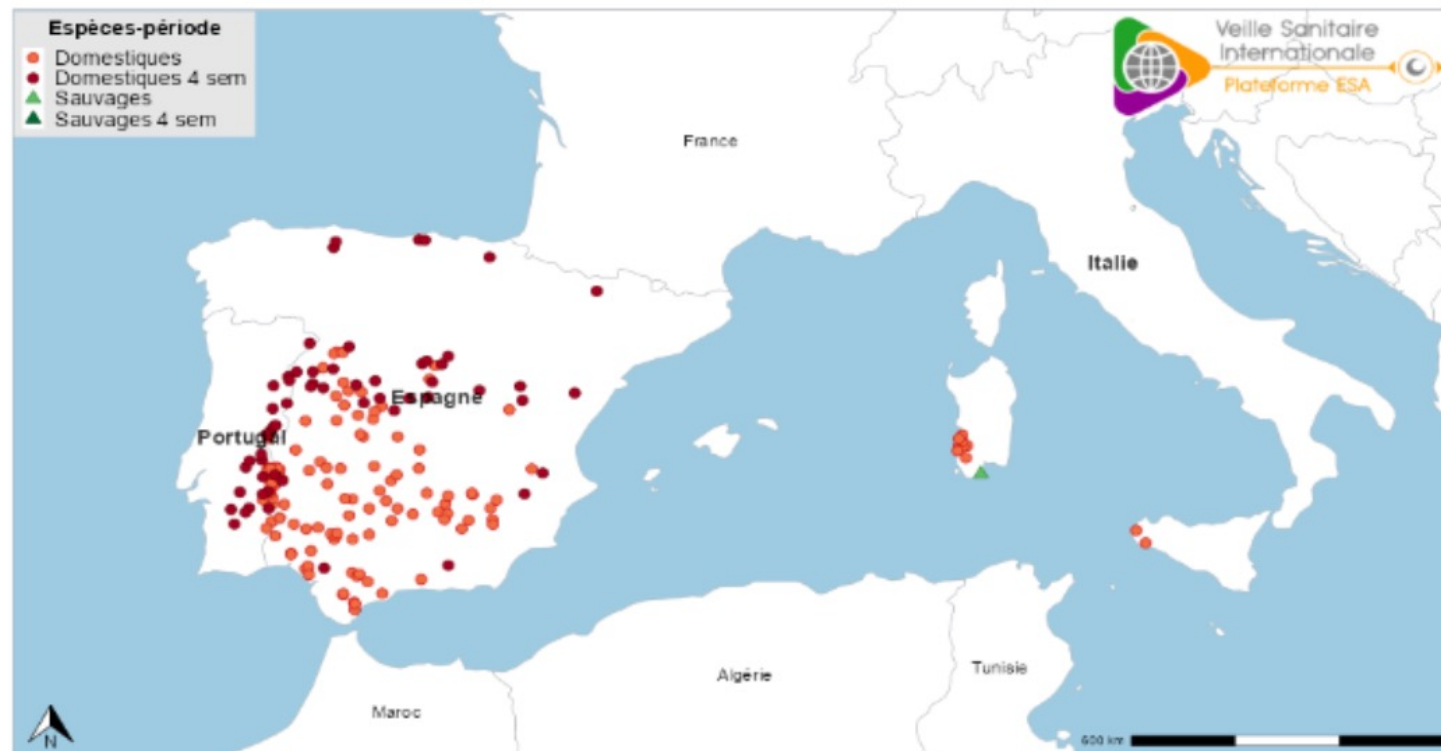 Espèces-période
Domestiques
Domestiques 4 sem
Sauvages
Sauvages 4 sem
Veille Sanitaire
Internationale
Plateforme ESA
France
Italie
Espagne
Portugal
Algérie
Tunisie
Maroc
N
600 km